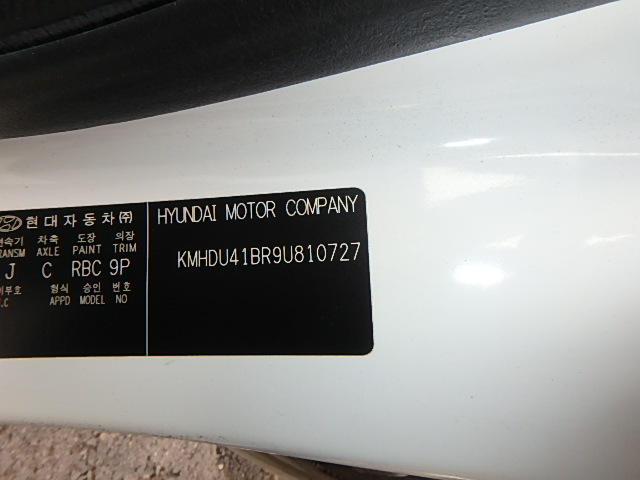 현대자동차㈜
변속기 차축 도장 의장
TRANSM AXLE PAINT TRIM
J C RBC 9P
형식 승인 번호
APPD MODEL NO
HYUNDAI MOTOR COMPANY
KMHDU41BR9U810727